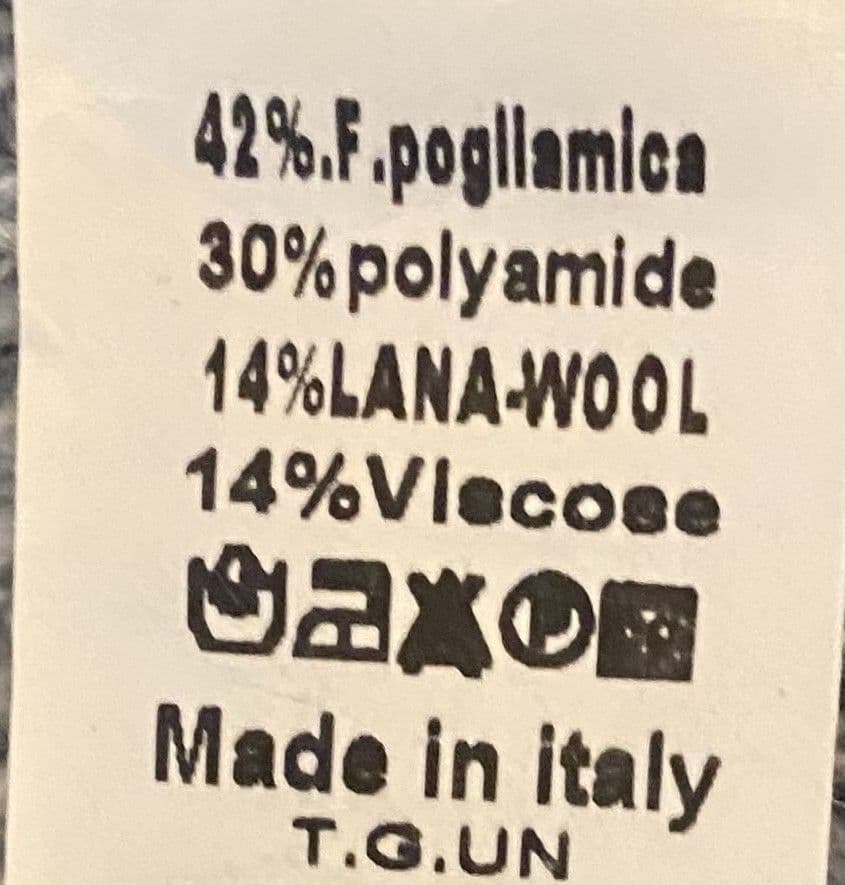 42%.F.pogliamica
30%polyamide
14%LANA-WOOL
14%Viscose
P
Made in italy
T.G.UN